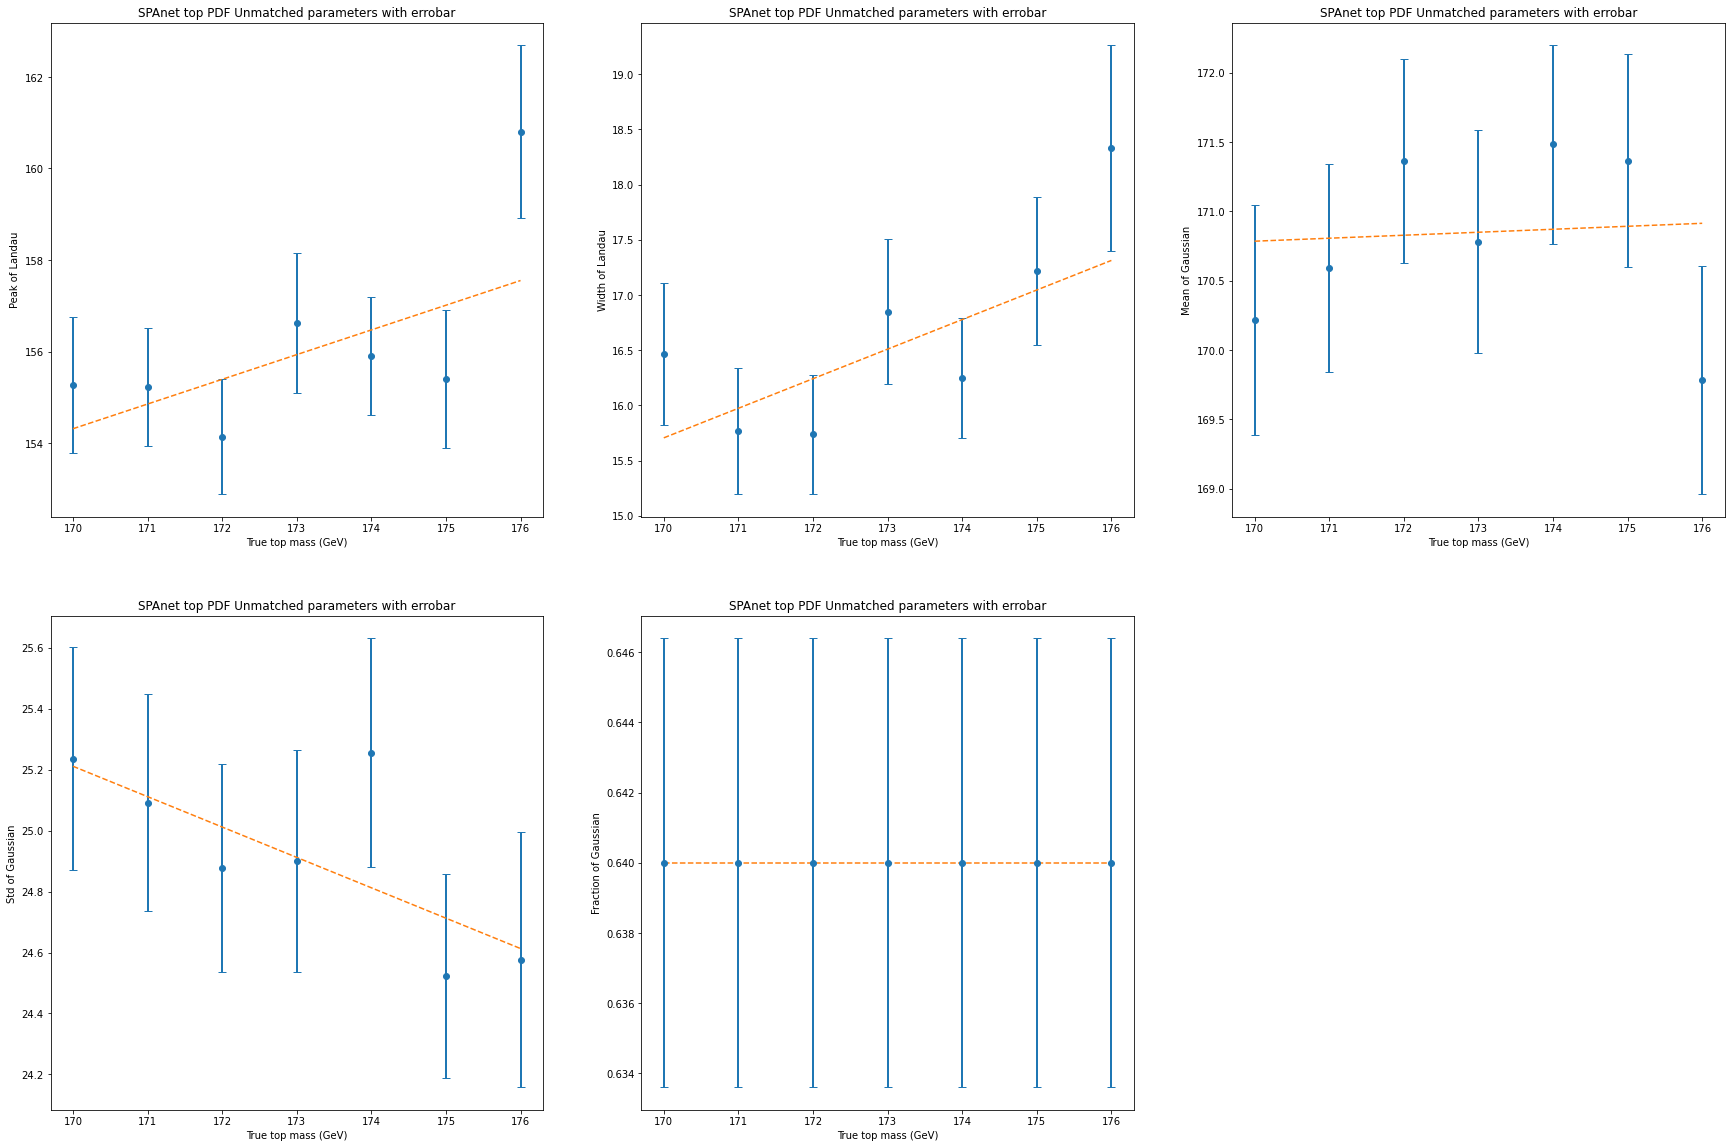 SPAnet top PDF Unmatched parameters with errobar
162
160
158
156
154
Peak of Landau
170 171 172 173 174 175 176
True top mass (GeV)
SPAnet top PDF Unmatched parameters with errobar
19.0
18.5
18.0
17.5
17.0
16.5
16.0
15.5
15.0
Width of Landau
170 171 172 173 174 175 176
True top mass (GeV)
SPAnet top PDF Unmatched parameters with errobar
172.0
171.5
171.0
170.5
170.0
169.5
169.0
Mean of Gaussian
170 171 172 173 174 175 176
True top mass (GeV)
SPAnet top PDF Unmatched parameters with errobar
25.6
25.4
25.2
25.0
24.8
24.6
24.4
24.2
Std of Gaussian
170 171 172 173 174 175 176
True top mass (GeV)
SPAnet top PDF Unmatched parameters with errobar
0.646
0.644
0.642
0.640
0.638
0.636
0.634
Fraction of Gaussian
170 171 172 173 174 175 176
True top mass (GeV)